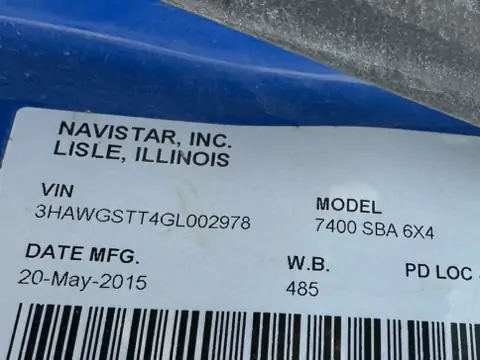 NAVISTAR, INC.
LISLE, ILLINOIS
VIN
3HAWGSTT4GL002978
MODEL
7400 SBA 6X4
DATE MFG.
20-May-2015
W.B.
485
PD LOC